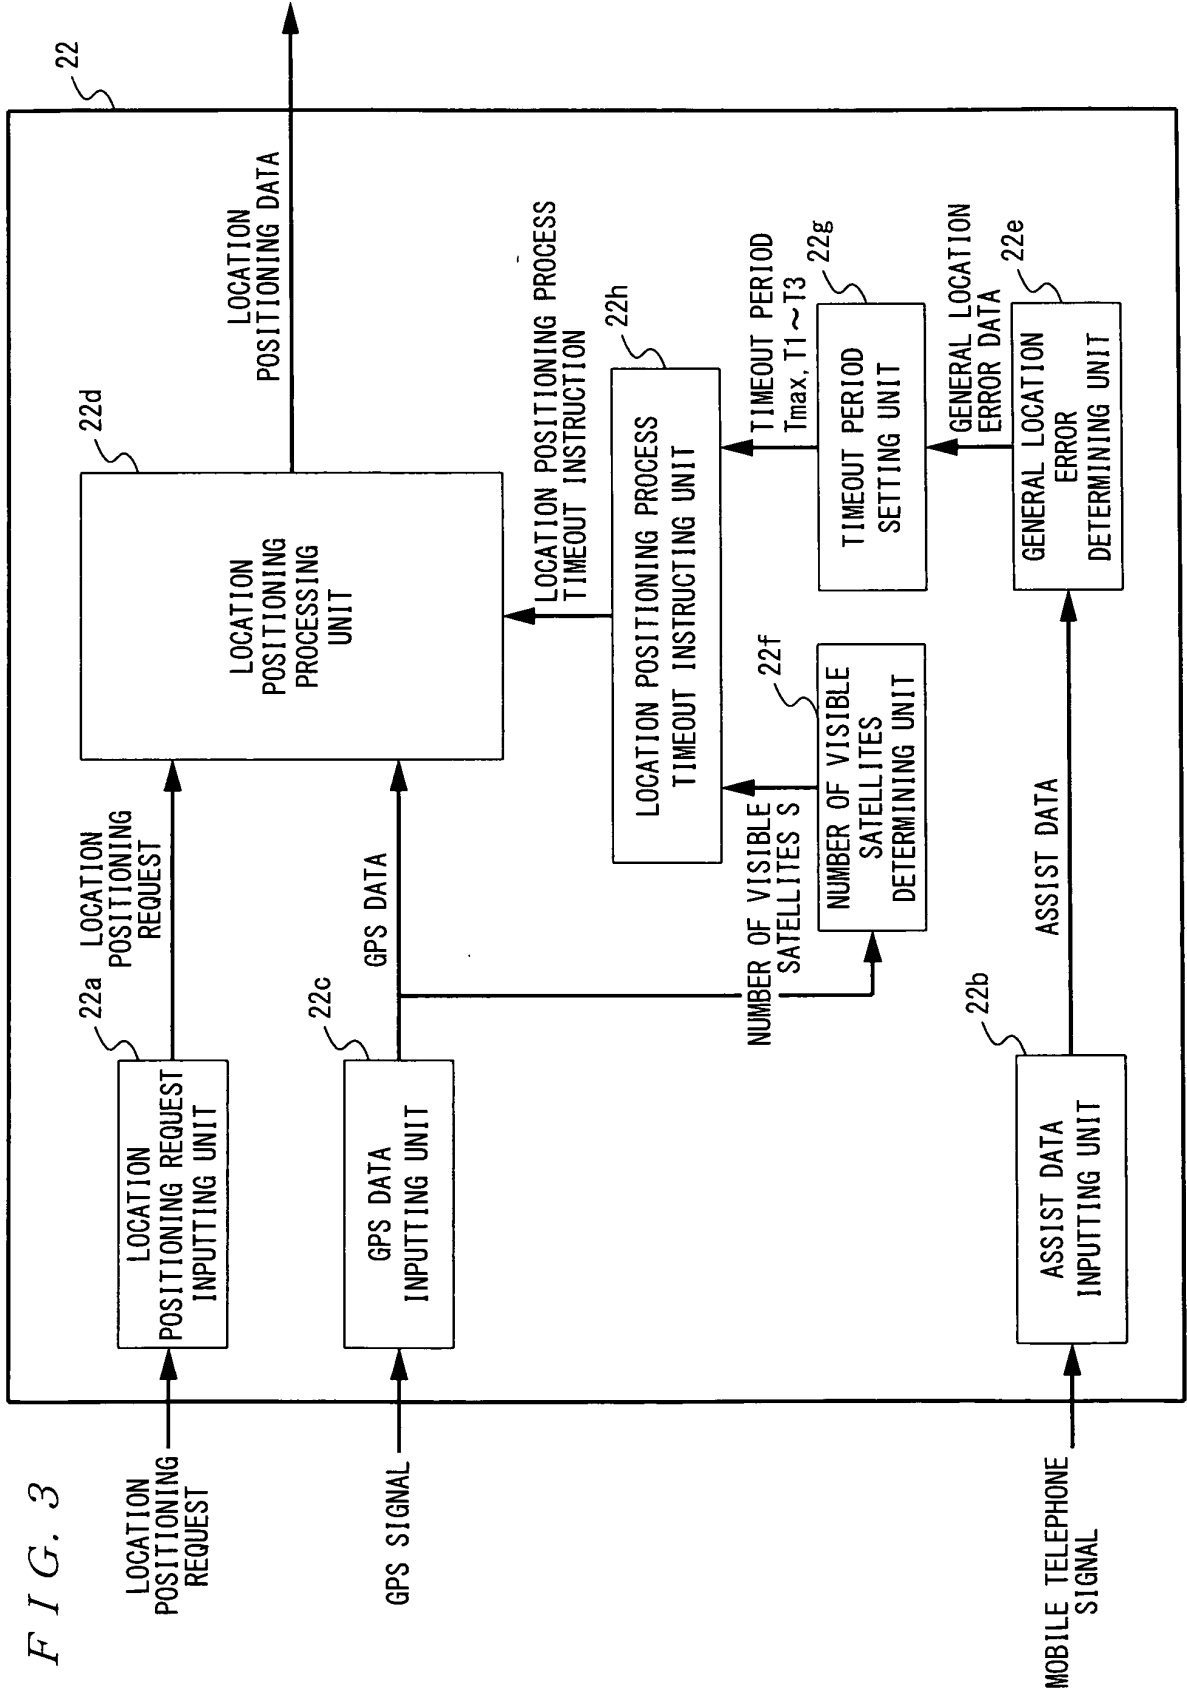 FIG. 3
22
LOCATION
POSITIONING
REQUEST
22a
LOCATION
POSITIONING REQUEST
INPUTTING UNIT
LOCATION
POSITIONING
REQUEST
22d
LOCATION
POSITIONING
PROCESSING
UNIT
LOCATION
POSITIONING DATA
GPS SIGNAL
22c
GPS DATA
INPUTTING UNIT
GPS DATA
LOCATION POSITIONING PROCESS
TIMEOUT INSTRUCTION
22h
LOCATION POSITIONING PROCESS
TIMEOUT INSTRUCTING UNIT
NUMBER OF VISIBLE
SATELLITES S
22f
NUMBER OF VISIBLE
SATELLITES
DETERMINING UNIT
TIMEOUT PERIOD
Tmax, T1~T3
22g
TIMEOUT PERIOD
SETTING UNIT
GENERAL LOCATION
ERROR DATA
22e
GENERAL LOCATION
ERROR
DETERMINING UNIT
MOBILE TELEPHONE
SIGNAL
22b
ASSIST DATA
INPUTTING UNIT
ASSIST DATA